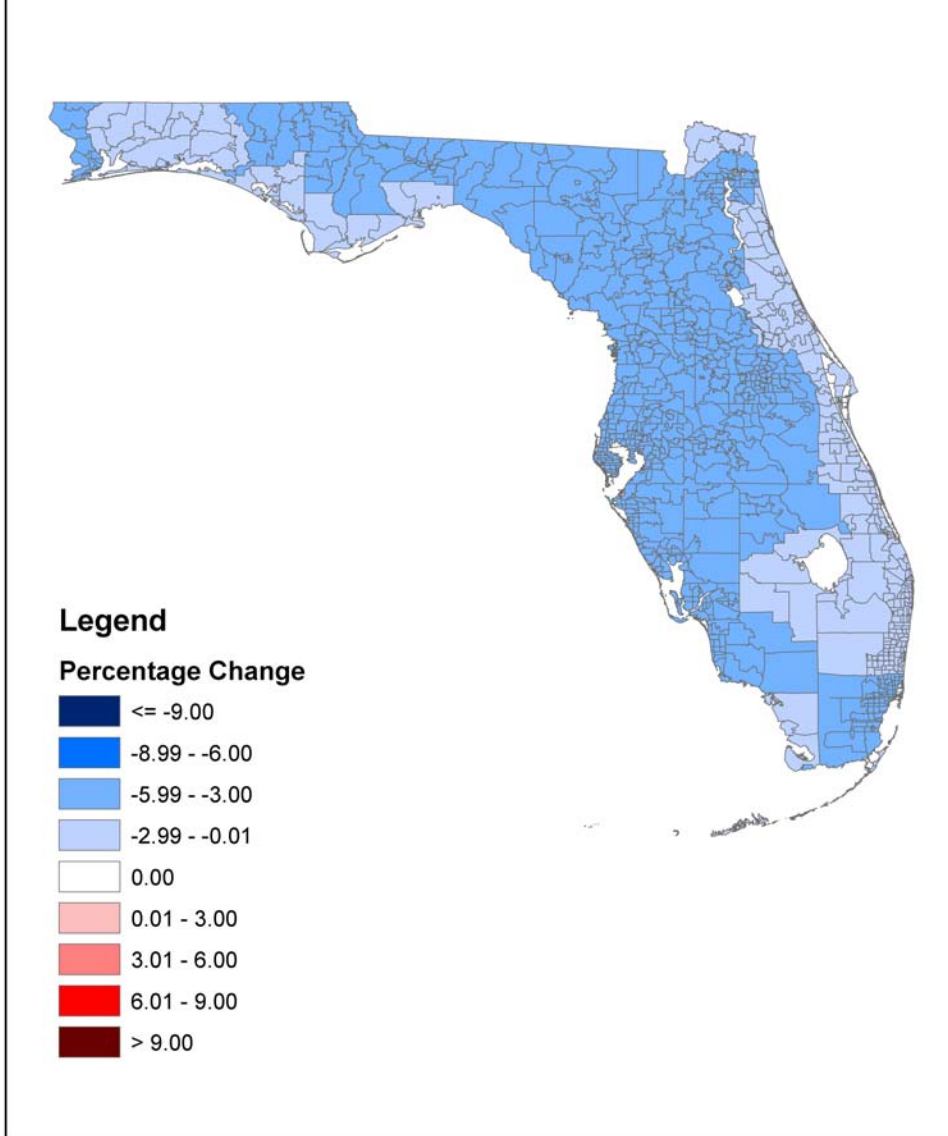 Legend
Percentage Change
<= -9.00
-8.99 - -6.00
-5.99 - -3.00
-2.99 - -0.01
0.00
0.01 - 3.00
3.01 - 6.00
6.01 - 9.00
> 9.00